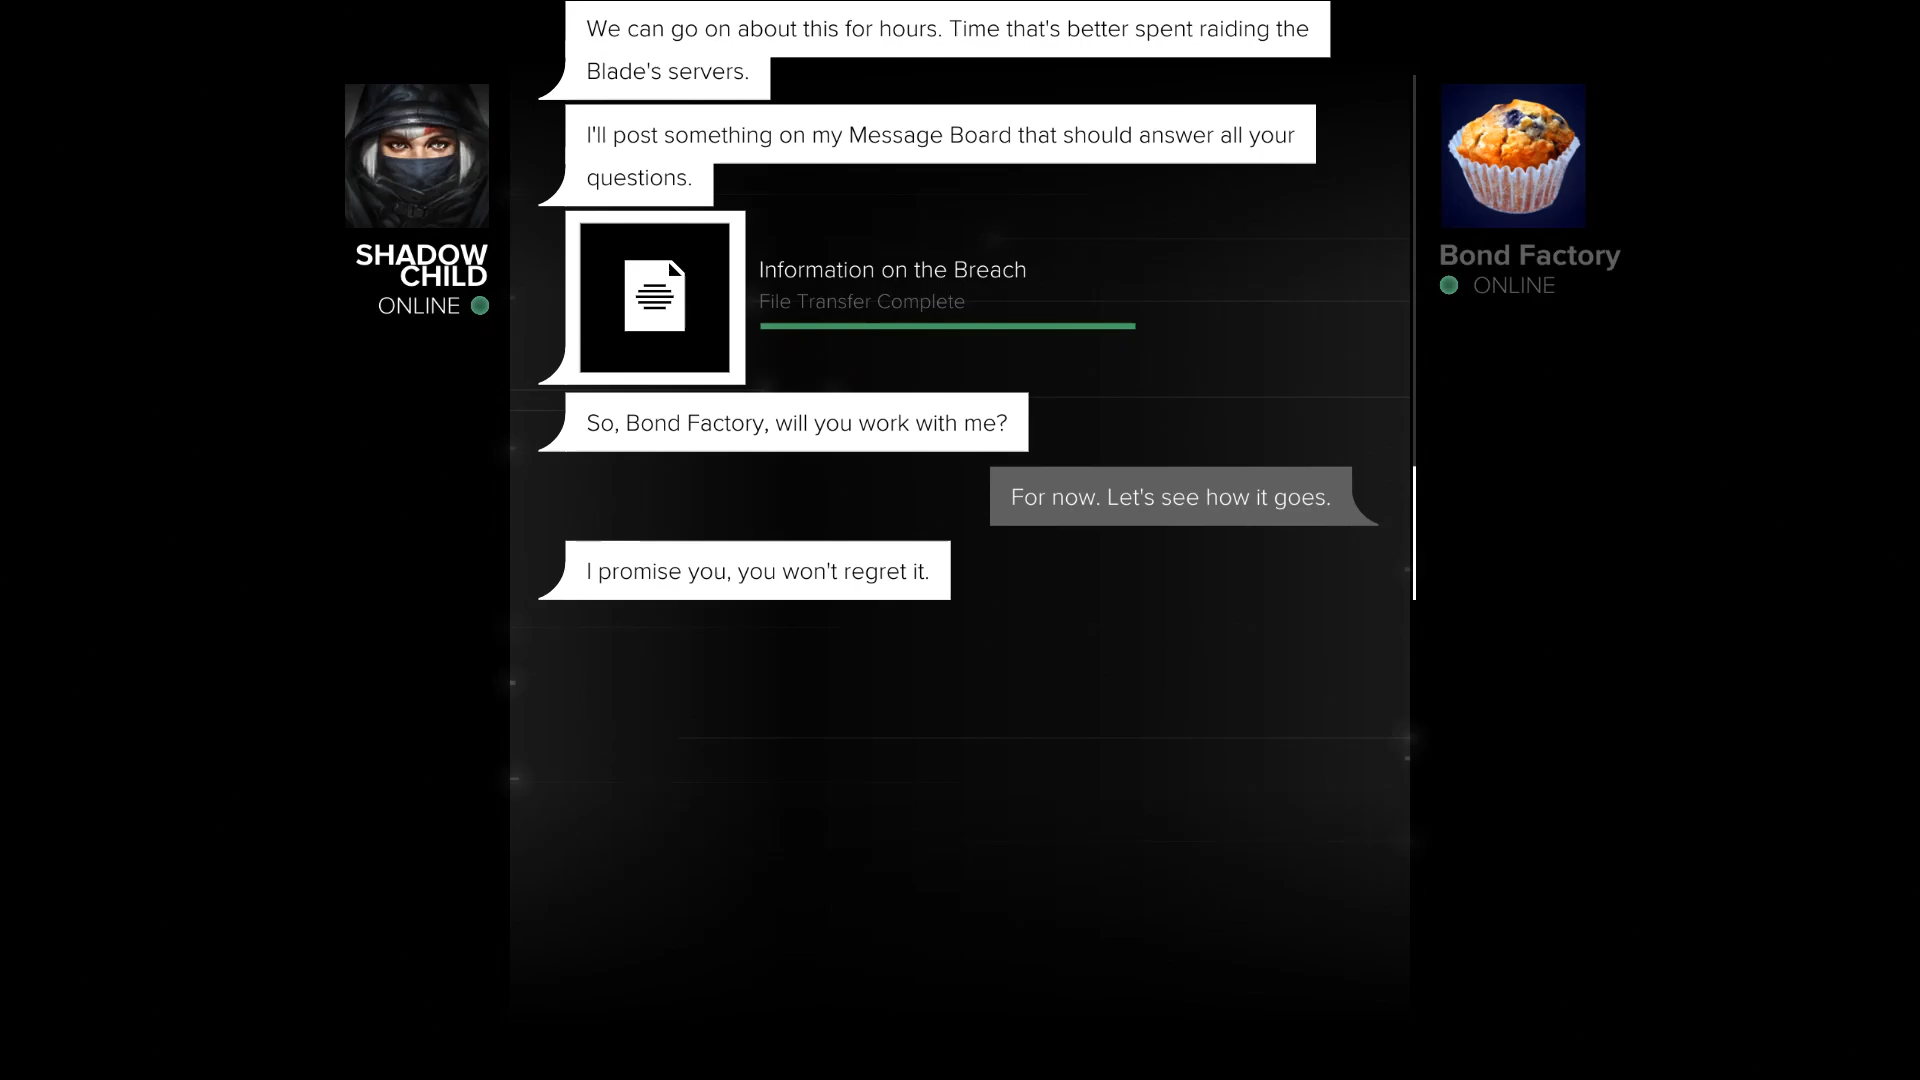 We can go on about this for hours. Time that's better spent raiding the
Blade's servers.
I'll post something on my Message Board that should answer all your
questions.
SHADOW
CHILD
ONLINE
Bond Factory
ONLINE
Information on the Breach
File Transfer Complete
So, Bond Factory, will you work with me?
For now. Let's see how it goes.
I promise you, you won't regret it.